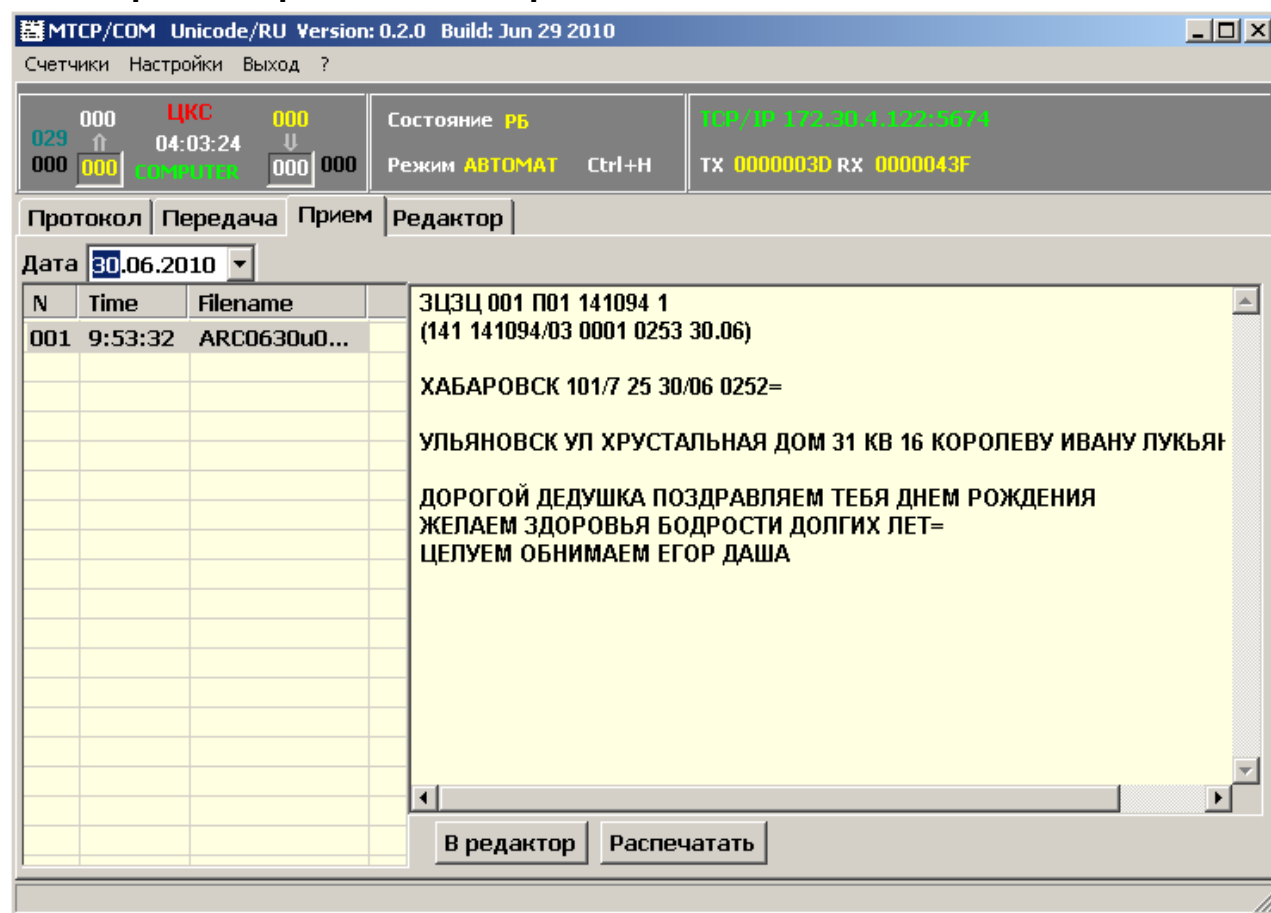 MTCP/COM Unicode/RU Version: 0.2.0 Build: Jun 29 2010
Счетчики Настройки Выход ?
000 ЦКС 000
029 ⇑ 04:03:24 ⇓
000 000 COMPUTER 000 000
Состояние РБ
Режим АВТОМАТ Ctrl+H
TCP/IP 172.30.4.122:5674
TX 0000003D RX 0000043F
Протокол Передача Прием Редактор
Дата 30.06.2010
N Time Filename
001 9:53:32 ARC0630u0...
ЗЦЗЦ 001 П01 141094 1
(141 141094/03 0001 0253 30.06)
ХАБАРОВСК 101/7 25 30/06 0252=
УЛЬЯНОВСК УЛ ХРУСТАЛЬНАЯ ДОМ 31 КВ 16 КОРОЛЕВУ ИВАНУ
ДОРОГОЙ ДЕДУШКА ПОЗДРАВЛЯЕМ ТЕБЯ ДНЕМ РОЖДЕНИЯ
ЖЕЛАЕМ ЗДОРОВЬЯ БОДРОСТИ ДОЛГИХ ЛЕТ=
ЦЕЛУЕМ ОБНИМАЕМ ЕГОР ДАША
В редактор Распечатать